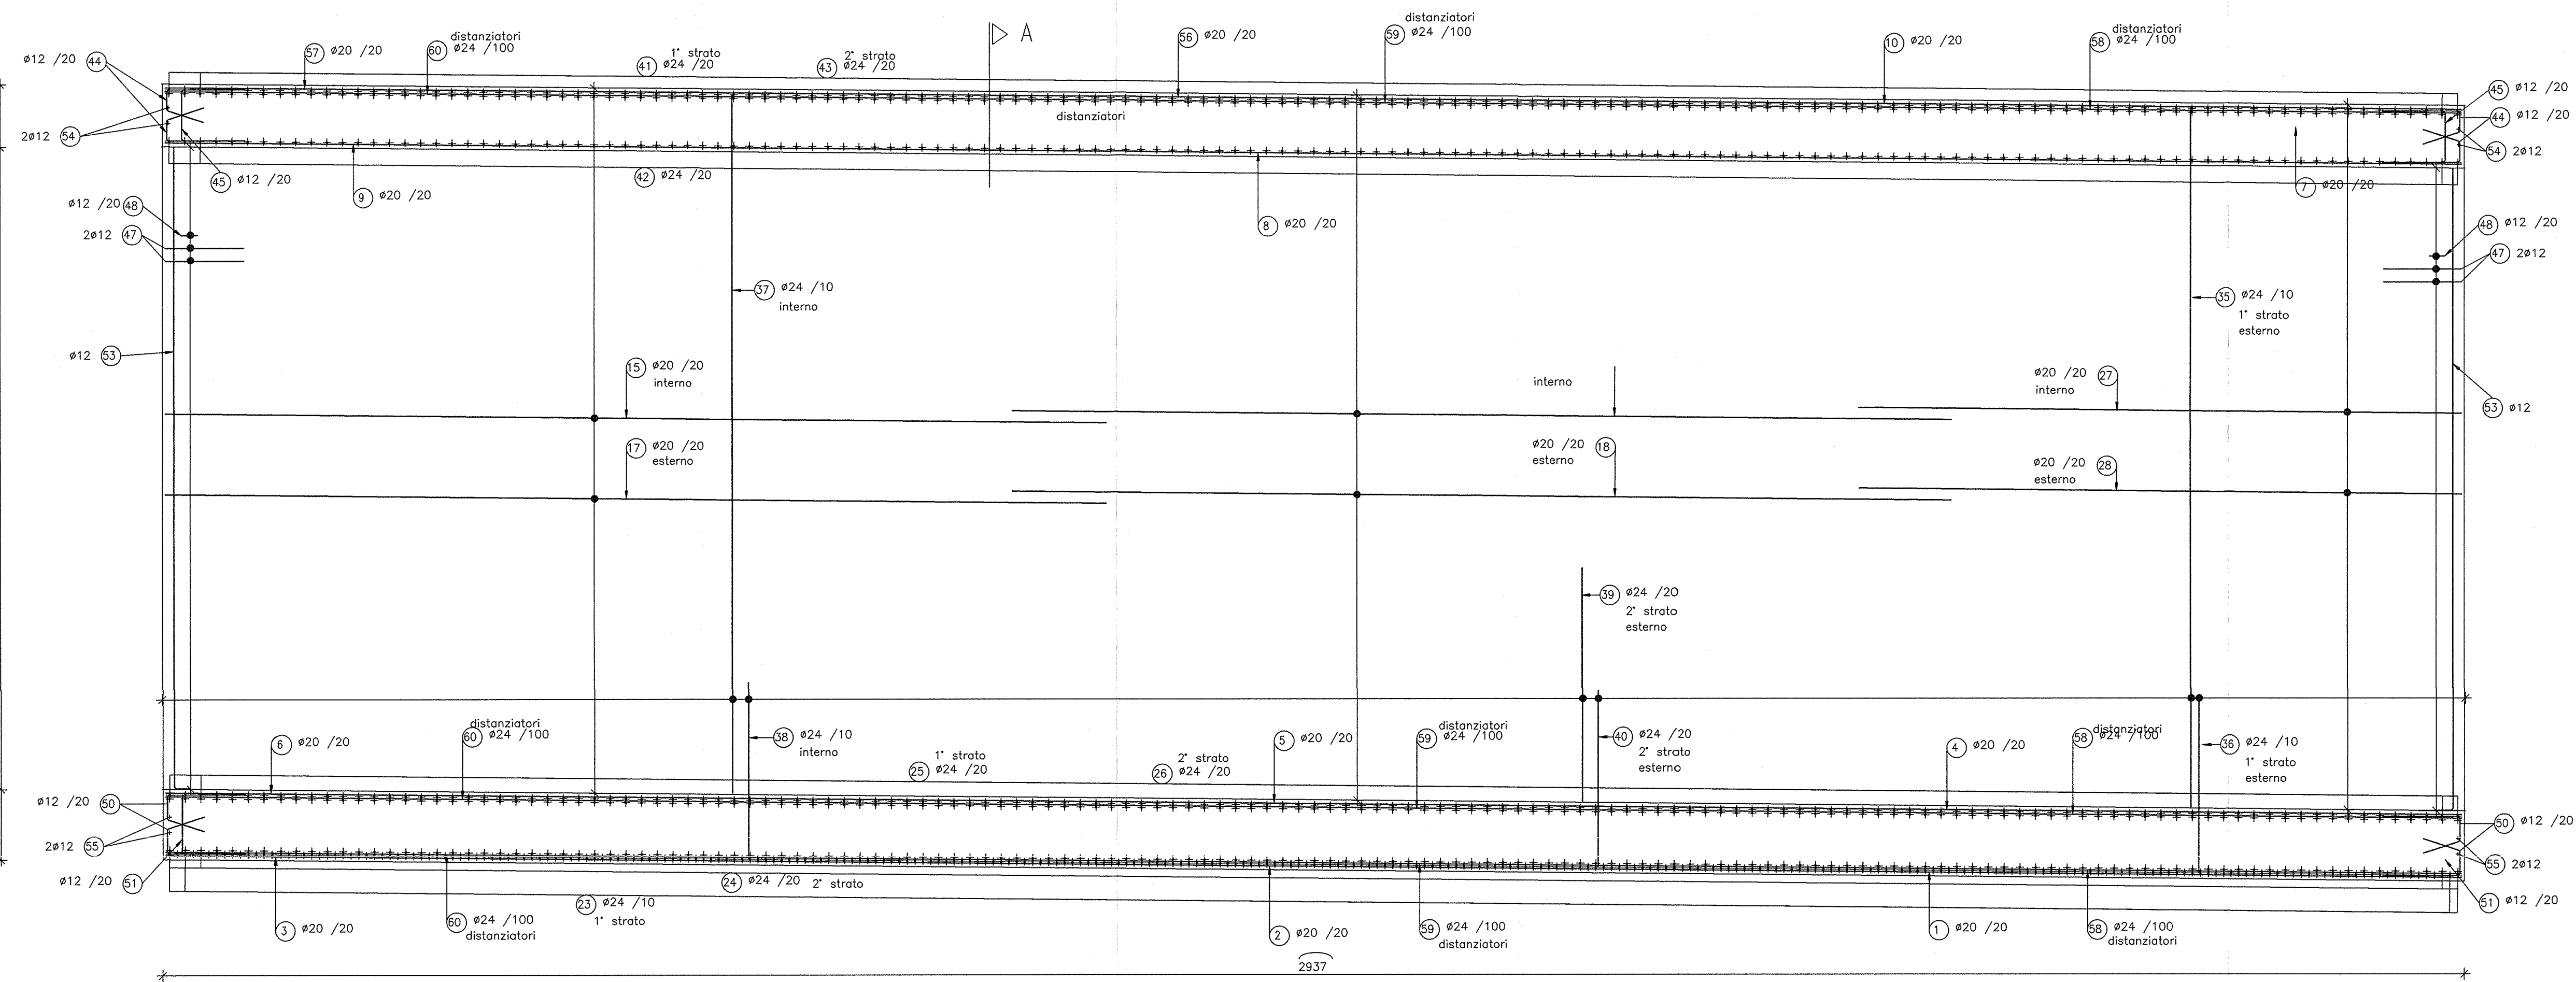 distanziatori
59 ø24 /100
A
distanziatori
57 ø20 /20
60 ø24 /100
56 ø20 /20
10 ø20 /20
distanziatori
58 ø24 /100
1° strato
41 ø24 /20
2° strato
43 ø24 /20
ø12 /20 44
45 ø12 /20
distanziatori
44 ø12 /20
2ø12 54
54 2ø12
45 ø12 /20
42 ø24 /20
9 ø20 /20
7 ø20 /20
ø12 /20 48
8 ø20 /20
48 ø12 /20
2ø12 47
47 2ø12
37 ø24 /10
interno
35 ø24 /10
1° strato
esterno
ø12 53
15 ø20 /20
interno
interno
ø20 /20 27
interno
53 ø12
17 ø20 /20
esterno
ø20 /20 18
esterno
ø20 /20 28
esterno
39 ø24 /20
2° strato
esterno
distanziatori
60 ø24 /100
6 ø20 /20
38 ø24 /10
interno
1° strato
25 ø24 /20
2° strato
26 ø24 /20
5 ø20 /20
distanziatori
59 ø24 /100
40 ø24 /20
2° strato
esterno
4 ø20 /20
distanziatori
58 ø24 /100
36 ø24 /10
1° strato
esterno
ø12 /20 50
50 ø12 /20
2ø12 55
55 2ø12
ø12 /20 51
51 ø12 /20
24 ø24 /20 2° strato
23 ø24 /10
1° strato
3 ø20 /20
60 ø24 /100
distanziatori
2 ø20 /20
59 ø24 /100
distanziatori
1 ø20 /20
58 ø24 /100
distanziatori
2937